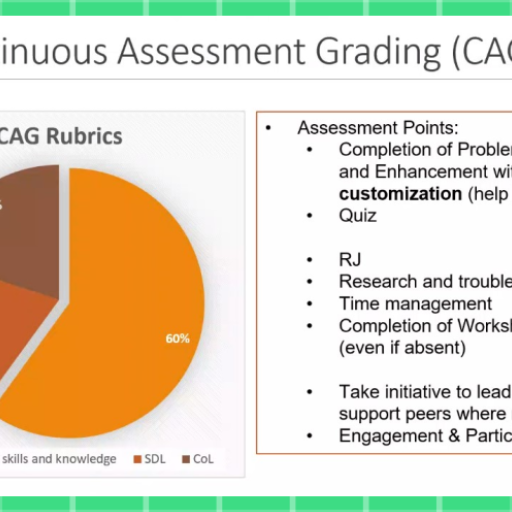 inuous Assessment Grading (CAG
CAG Rubrics
%
60%
skills and knowledge SDL CoL
• Assessment Points:
• Completion of Proble
and Enhancement wi
customization (help
• Quiz
• RJ
• Research and trouble
• Time management
• Completion of Works
(even if absent)
• Take initiative to lead
support peers where
• Engagement & Partic